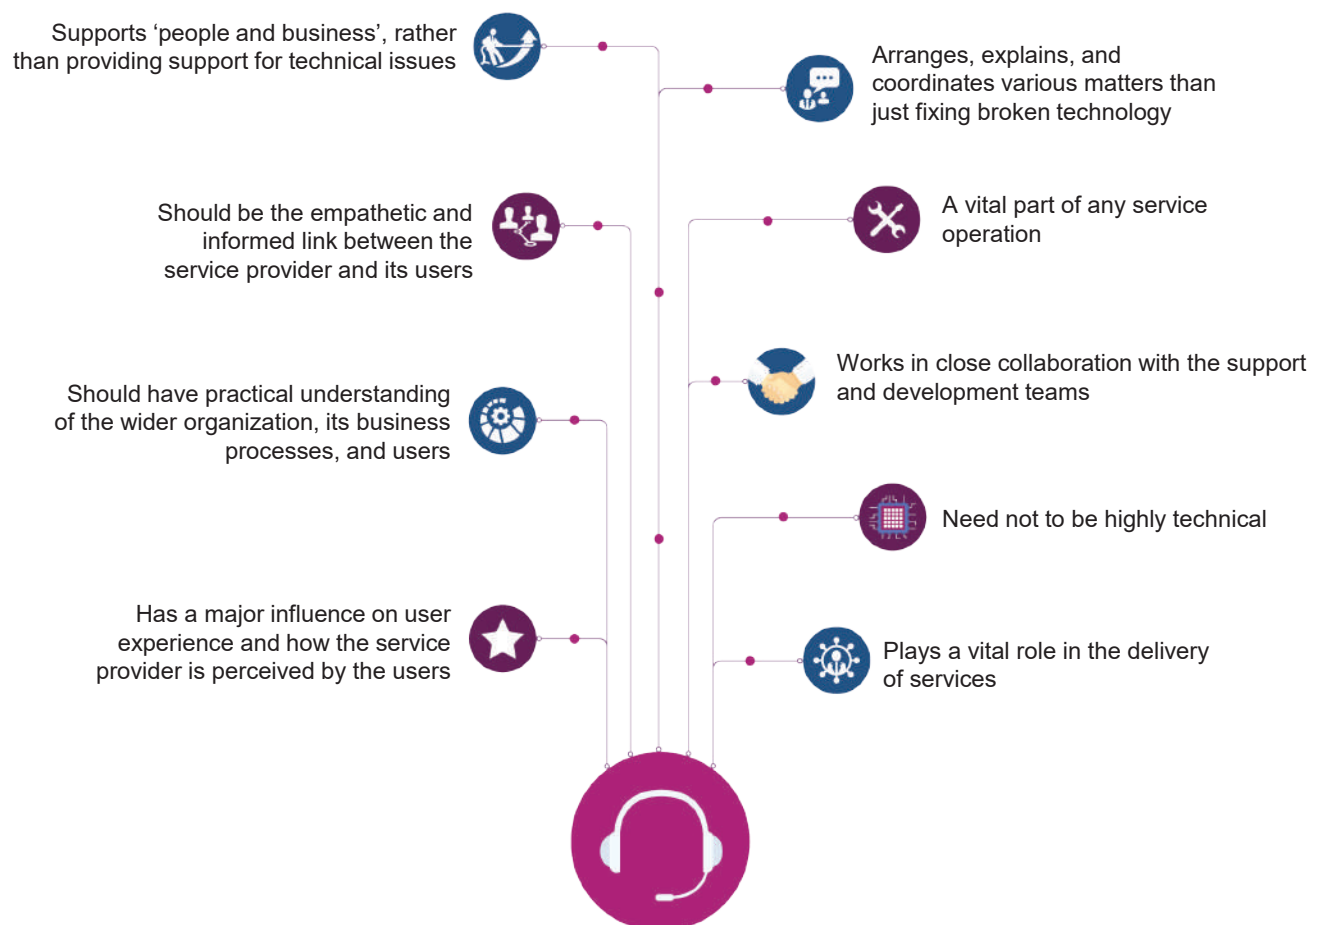 Supports ‘people and business’, rather
than providing support for technical issues
Arranges, explains, and
coordinates various matters than
just fixing broken technology
Should be the empathetic and
informed link between the
service provider and its users
A vital part of any service
operation
Should have practical understanding
of the wider organization, its business
processes, and users
Works in close collaboration with the support
and development teams
Need not to be highly technical
Has a major influence on user
experience and how the service
provider is perceived by the users
Plays a vital role in the delivery
of services